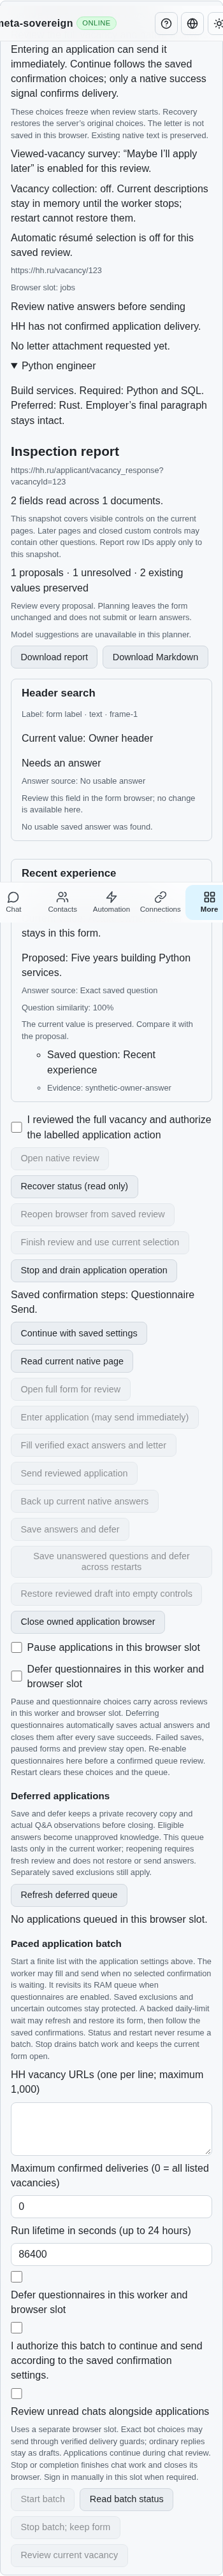 meta-sovereign ONLINE
Entering an application can send it
immediately. Continue follows the saved
confirmation choices; only a native success
signal confirms delivery.
These choices freeze when review starts. Recovery
restores the server's original choices. The letter is not
saved in this browser. Existing native text is preserved.
Viewed-vacancy survey: “Maybe I'll apply
later” is enabled for this review.
Vacancy collection: off. Current descriptions
stay in memory until the worker stops;
restart cannot restore them.
Automatic résumé selection is off for this
saved review.
https://hh.ru/vacancy/123
Browser slot: jobs
Review native answers before sending
HH has not confirmed application delivery.
No letter attachment requested yet.
▼ Python engineer
Build services. Required: Python and SQL.
Preferred: Rust. Employer's final paragraph
stays intact.
Inspection report
https://hh.ru/applicant/vacancy_response?
vacancyId=123
2 fields read across 1 documents.
This snapshot covers visible controls on the current
pages. Later pages and closed custom controls may
contain other questions. Report row IDs apply only to
this snapshot.
1 proposals · 1 unresolved · 2 existing
values preserved
Review every proposal. Planning leaves the form
unchanged and does not submit or learn answers.
Model suggestions are unavailable in this planner.
Download report Download Markdown
Header search
Label: form label · text · frame-1
Current value: Owner header
Needs an answer
Answer source: No usable answer
Review this field in the form browser; no change
is available here.
No usable saved answer was found.
Recent experience
Chat Contacts Automation Connections More
stays in this form.
Proposed: Five years building Python
services.
Answer source: Exact saved question
Question similarity: 100%
The current value is preserved. Compare it with
the proposal.
Saved question: Recent
experience
Evidence: synthetic-owner-answer
I reviewed the full vacancy and authorize
the labelled application action
Open native review
Recover status (read only)
Reopen browser from saved review
Finish review and use current selection
Stop and drain application operation
Saved confirmation steps: Questionnaire
Send.
Continue with saved settings
Read current native page
Open full form for review
Enter application (may send immediately)
Fill verified exact answers and letter
Send reviewed application
Back up current native answers
Save answers and defer
Save unanswered questions and defer
across restarts
Restore reviewed draft into empty controls
Close owned application browser
Pause applications in this browser slot
Defer questionnaires in this worker and
browser slot
Pause and questionnaire choices carry across reviews
in this worker and browser slot. Deferring
questionnaires automatically saves actual answers and
closes them after every save succeeds. Failed saves,
paused forms and preview stay open. Re-enable
questionnaires here before a confirmed queue review.
Restart clears these choices and the queue.
Deferred applications
Save and defer keeps a private recovery copy and
actual Q&A observations before closing. Eligible
answers become unapproved knowledge. This queue
lasts only in the current worker; reopening requires
fresh review and does not restore or send answers.
Separately saved exclusions still apply.
Refresh deferred queue
No applications queued in this browser slot.
Paced application batch
Start a finite list with the application settings above. The
worker may fill and send when no selected confirmation
is waiting. It revisits its RAM queue when
questionnaires are enabled. Saved exclusions and
uncertain outcomes stay protected. A backed daily-limit
wait may refresh and restore its form, then follow the
saved confirmations. Status and restart never resume a
batch. Stop drains batch work and keeps the current
form open.
HH vacancy URLs (one per line; maximum
1,000)
Maximum confirmed deliveries (0 = all listed
vacancies)
0
Run lifetime in seconds (up to 24 hours)
86400
Defer questionnaires in this worker and
browser slot
I authorize this batch to continue and send
according to the saved confirmation
settings.
Review unread chats alongside applications
Uses a separate browser slot. Exact bot choices may
send through verified delivery guards; ordinary replies
stay as drafts. Applications continue during chat review.
Stop or completion finishes chat work and closes its
browser. Sign in manually in this slot when required.
Start batch Read batch status
Stop batch; keep form
Review current vacancy